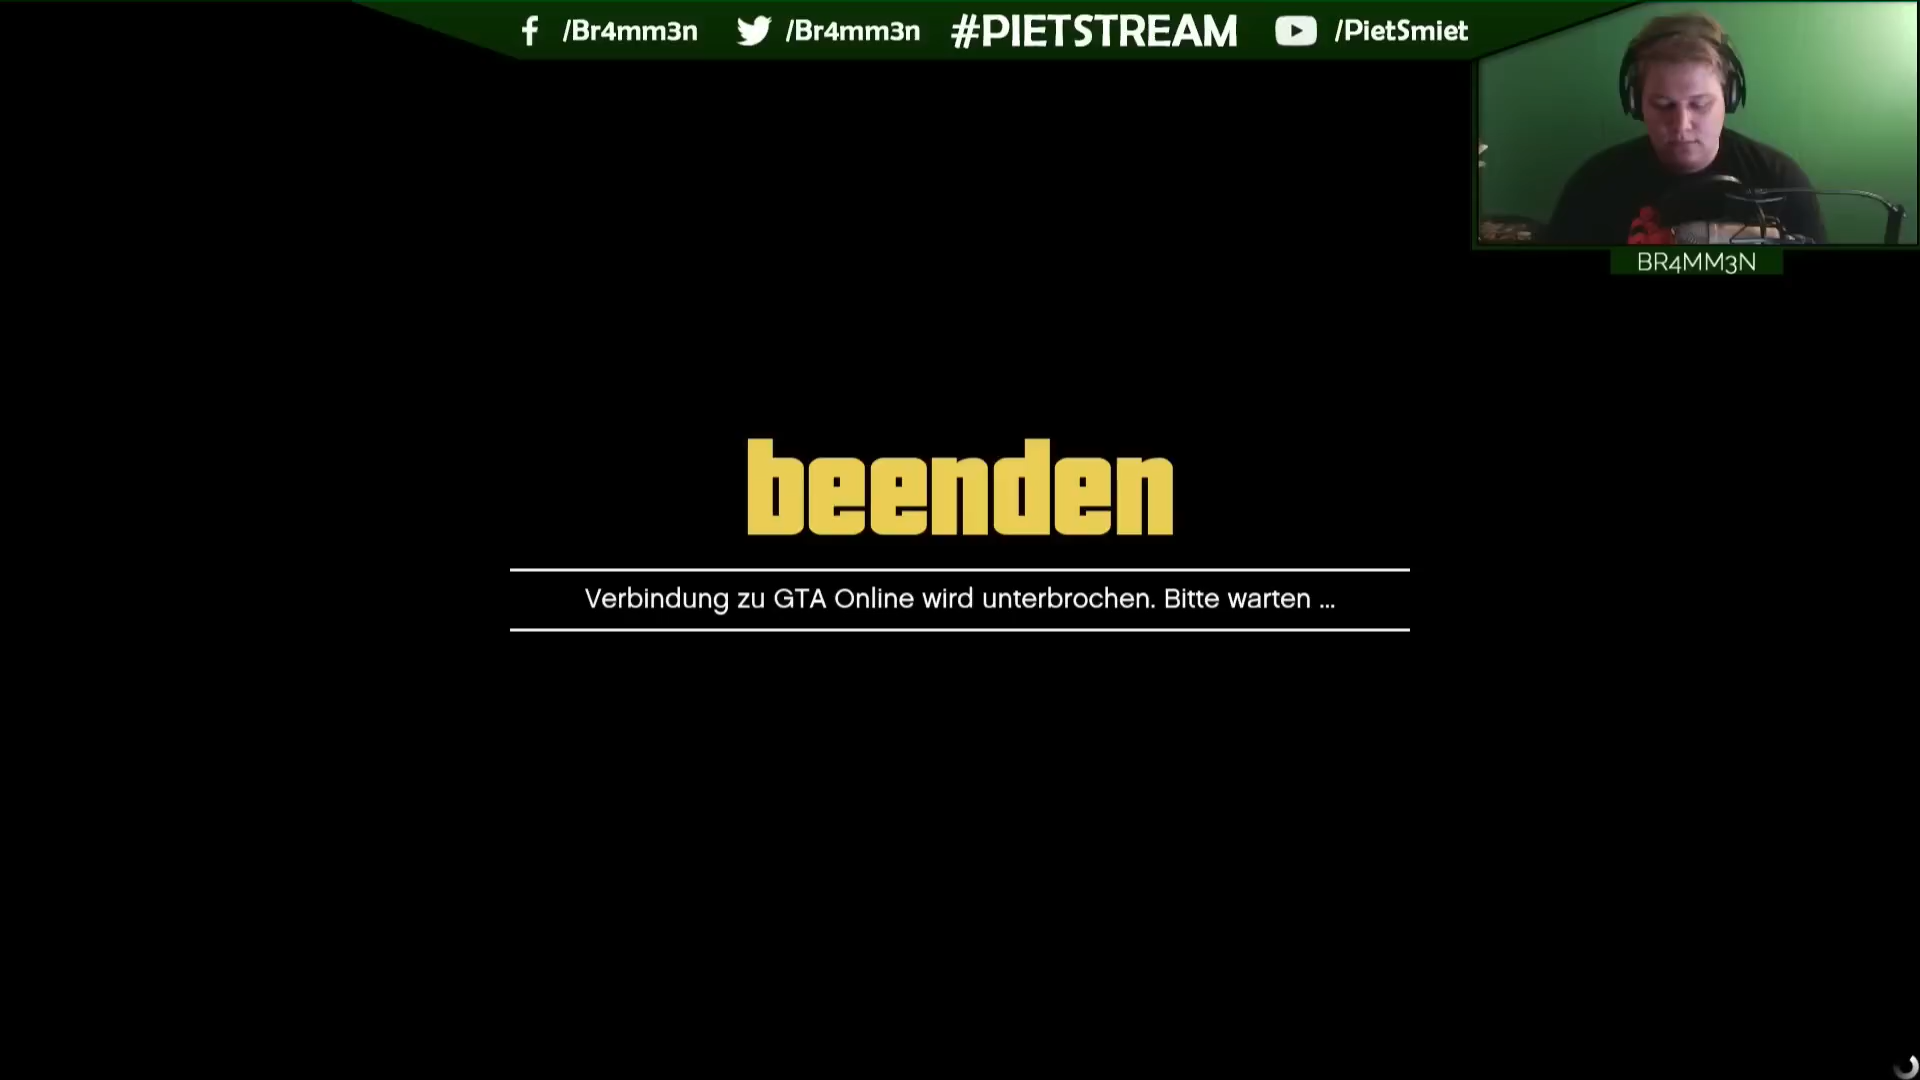 /Br4mm3n /Br4mm3n #PIETSTREAM /PietSmiet
BR4MM3N
beenden
Verbindung zu GTA Online wird unterbrochen. Bitte warten ...